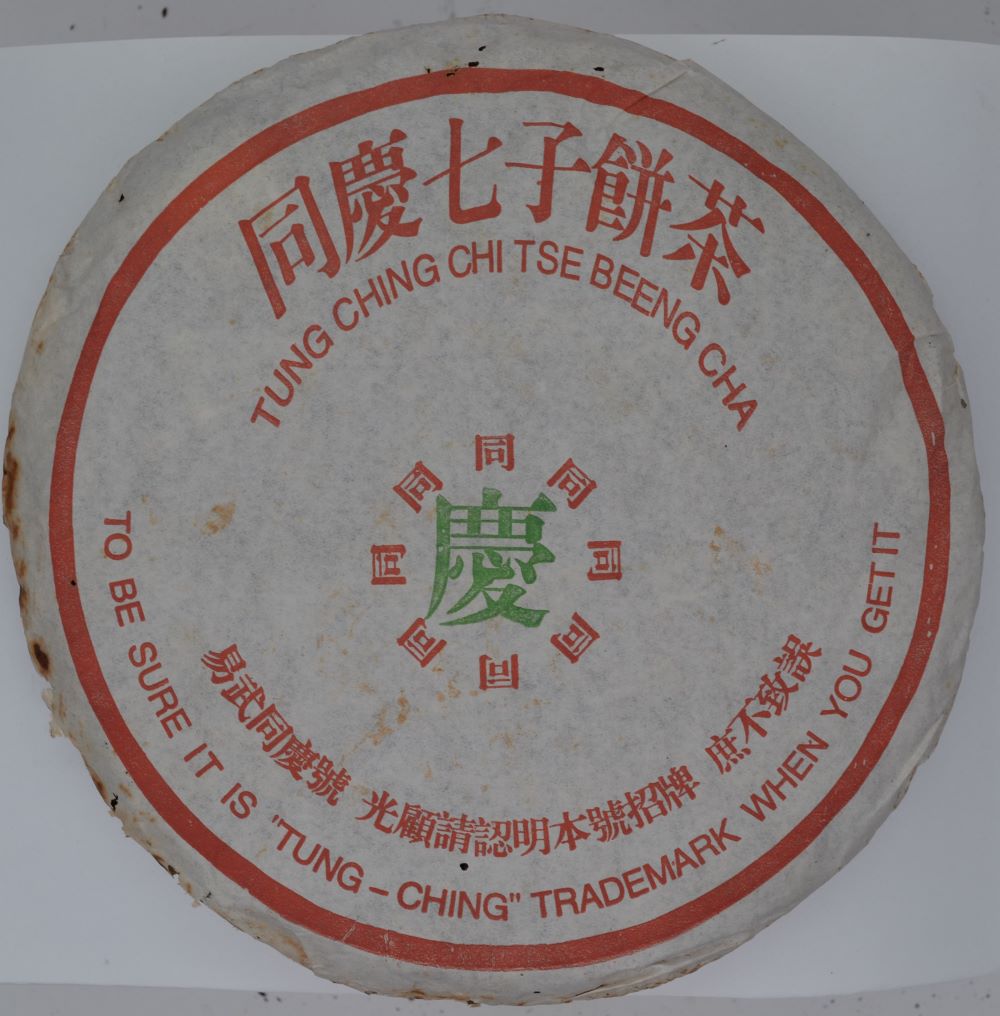 同慶七子餅茶
TUNG CHING CHI TSE BEENG CHA
同 同 同 同 同 同 同 同
慶
易武同慶號 光顧請認明本號招牌 庶不致誤
TO BE SURE IT IS "TUNG – CHING" TRADEMARK WHEN YOU GET IT